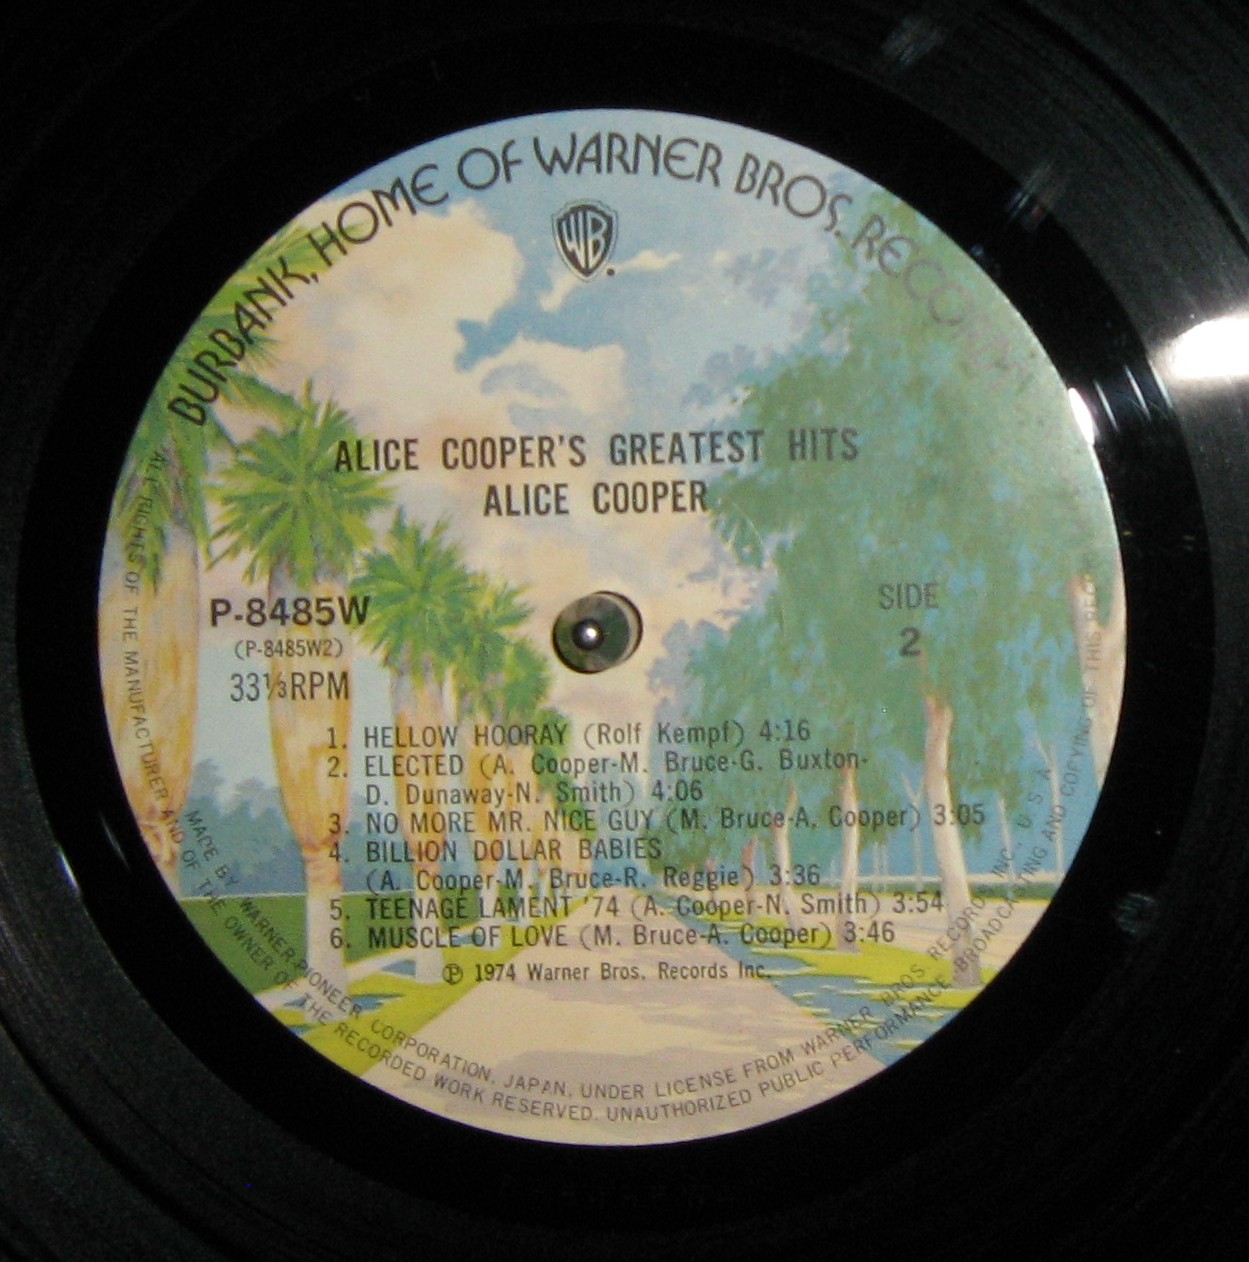 BURBANK, HOME OF WARNER BROS. RECORDS
WB
ALICE COOPER'S GREATEST HITS
ALICE COOPER
P-8485W
(P-8485W2)
33⅓RPM
SIDE
2
1. HELLOW HOORAY (Rolf Kempf) 4:16
2. ELECTED (A. Cooper-M. Bruce-G. Buxton-
D. Dunaway-N. Smith) 4:06
3. NO MORE MR. NICE GUY (M. Bruce-A. Cooper) 3:05
4. BILLION DOLLAR BABIES
(A. Cooper-M. Bruce-R. Reggie) 3:36
5. TEENAGE LAMENT '74 (A. Cooper-N. Smith) 3:54
6. MUSCLE OF LOVE (M. Bruce-A. Cooper) 3:46
Ⓟ 1974 Warner Bros. Records Inc.
MADE BY WARNER-PIONEER CORPORATION, JAPAN, UNDER LICENSE FROM WARNER BROS. RECORDS INC., U. S. A.
ALL RIGHTS OF THE MANUFACTURER AND OF THE OWNER OF THE RECORDED WORK RESERVED. UNAUTHORIZED PUBLIC PERFORMANCE, BROADCASTING AND COPYING OF THIS RECORD